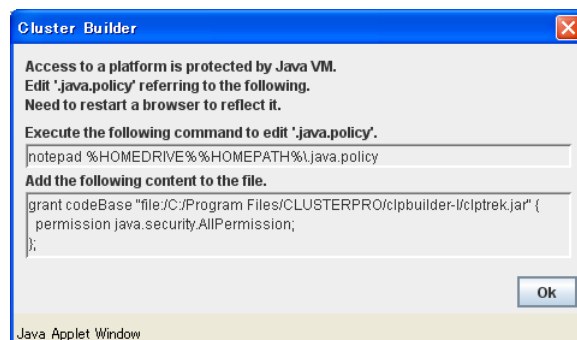 Cluster Builder
Access to a platform is protected by Java VM.
Edit '.java.policy' referring to the following.
Need to restart a browser to reflect it.
Execute the following command to edit '.java.policy'.
notepad %HOMEDRIVE%%HOMEPATH%\.java.policy
Add the following content to the file.
grant codeBase "file:/C:/Program Files/CLUSTERPRO/clpbuilder-l/clptrek.jar" {
  permission java.security.AllPermission;
};
Ok
Java Applet Window